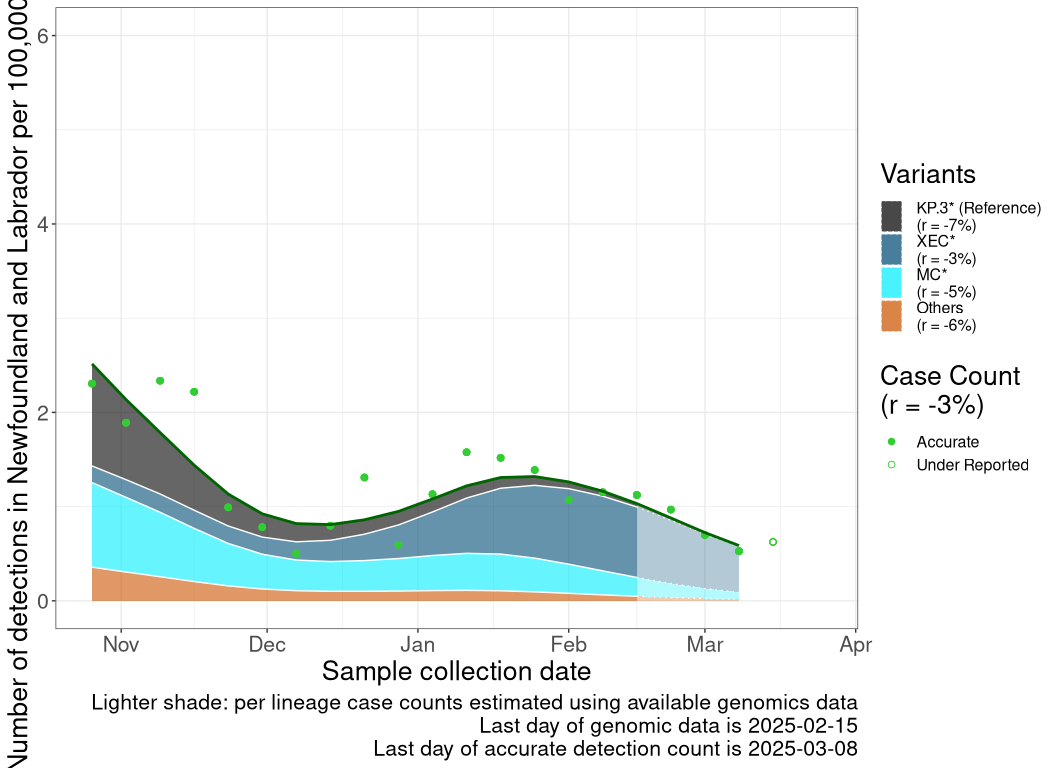 Number of detections in Newfoundland and Labrador per 100,000
6
4
2
0
Nov
Dec
Jan
Feb
Mar
Apr
Sample collection date
Lighter shade: per lineage case counts estimated using available genomics data
Last day of genomic data is 2025-02-15
Last day of accurate detection count is 2025-03-08
Variants
KP.3* (Reference)
(r = -7%)
XEC*
(r = -3%)
MC*
(r = -5%)
Others
(r = -6%)
Case Count
(r = -3%)
Accurate
Under Reported